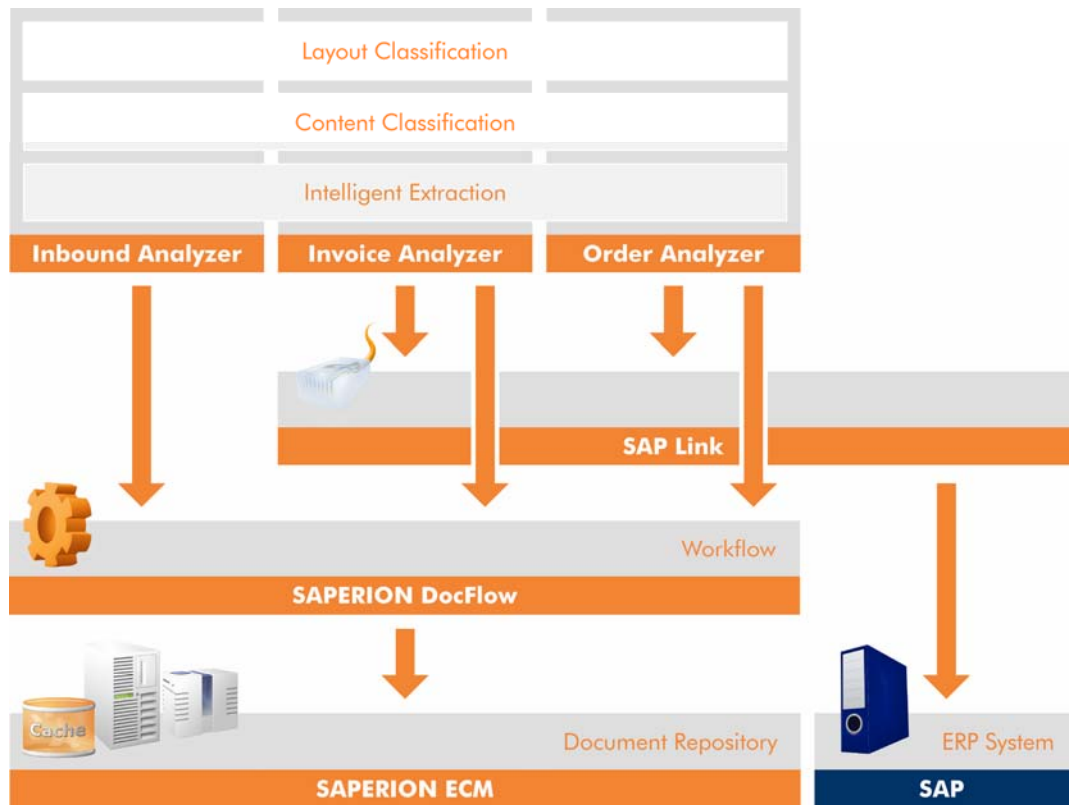 Layout Classification
Content Classification
Intelligent Extraction
Inbound Analyzer
Invoice Analyzer
Order Analyzer
SAP Link
Workflow
SAPERION DocFlow
Cache
Document Repository
ERP System
SAPERION ECM
SAP